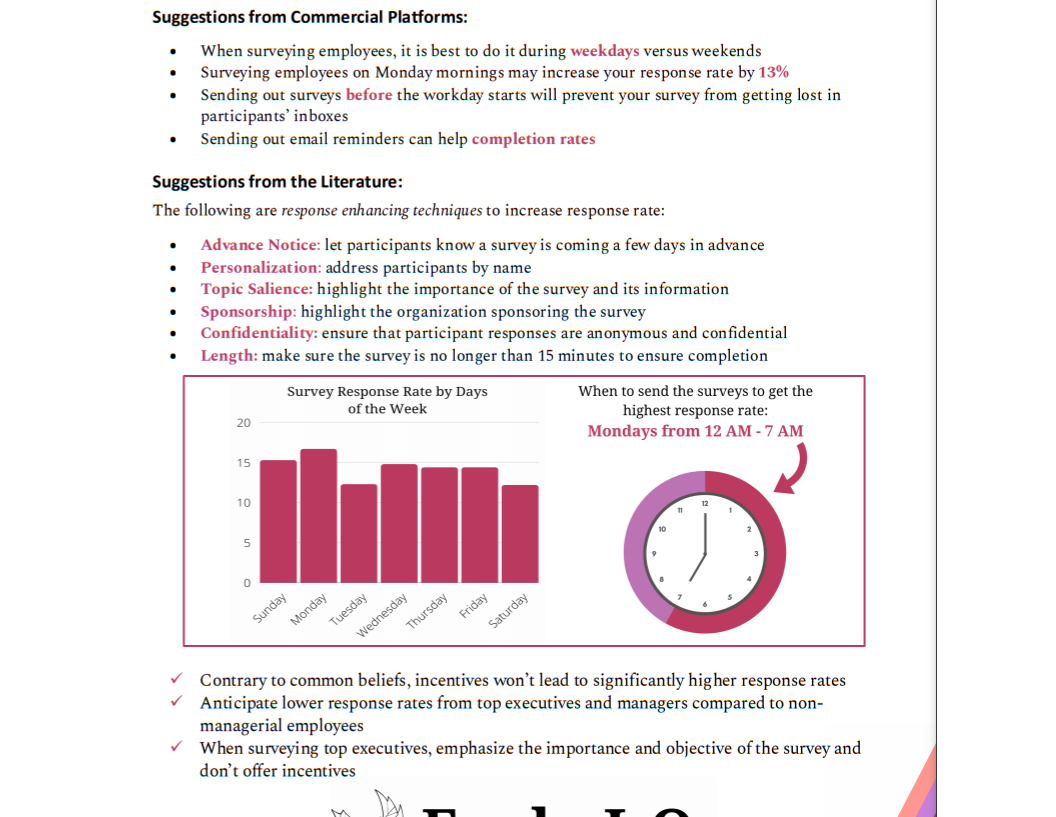 Suggestions from Commercial Platforms:
• When surveying employees, it is best to do it during weekdays versus weekends
• Surveying employees on Monday mornings may increase your response rate by 13%
• Sending out surveys before the workday starts will prevent your survey from getting lost in
participants’ inboxes
• Sending out email reminders can help completion rates
Suggestions from the Literature:
The following are response enhancing techniques to increase response rate:
• Advance Notice: let participants know a survey is coming a few days in advance
• Personalization: address participants by name
• Topic Salience: highlight the importance of the survey and its information
• Sponsorship: highlight the organization sponsoring the survey
• Confidentiality: ensure that participant responses are anonymous and confidential
• Length: make sure the survey is no longer than 15 minutes to ensure completion
Survey Response Rate by Days
of the Week
20
15
10
5
0
Sunday
Monday
Tuesday
Wednesday
Thursday
Friday
Saturday
When to send the surveys to get the
highest response rate:
Mondays from 12 AM - 7 AM
12
1
2
3
4
5
6
7
8
9
10
11
✓ Contrary to common beliefs, incentives won’t lead to significantly higher response rates
✓ Anticipate lower response rates from top executives and managers compared to non-
managerial employees
✓ When surveying top executives, emphasize the importance and objective of the survey and
don’t offer incentives